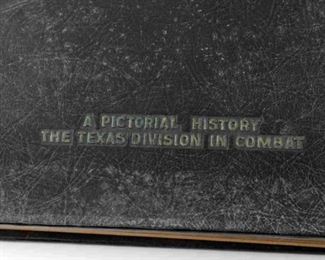 A PICTORIAL HISTORY
THE TEXAS DIVISION IN COMBAT